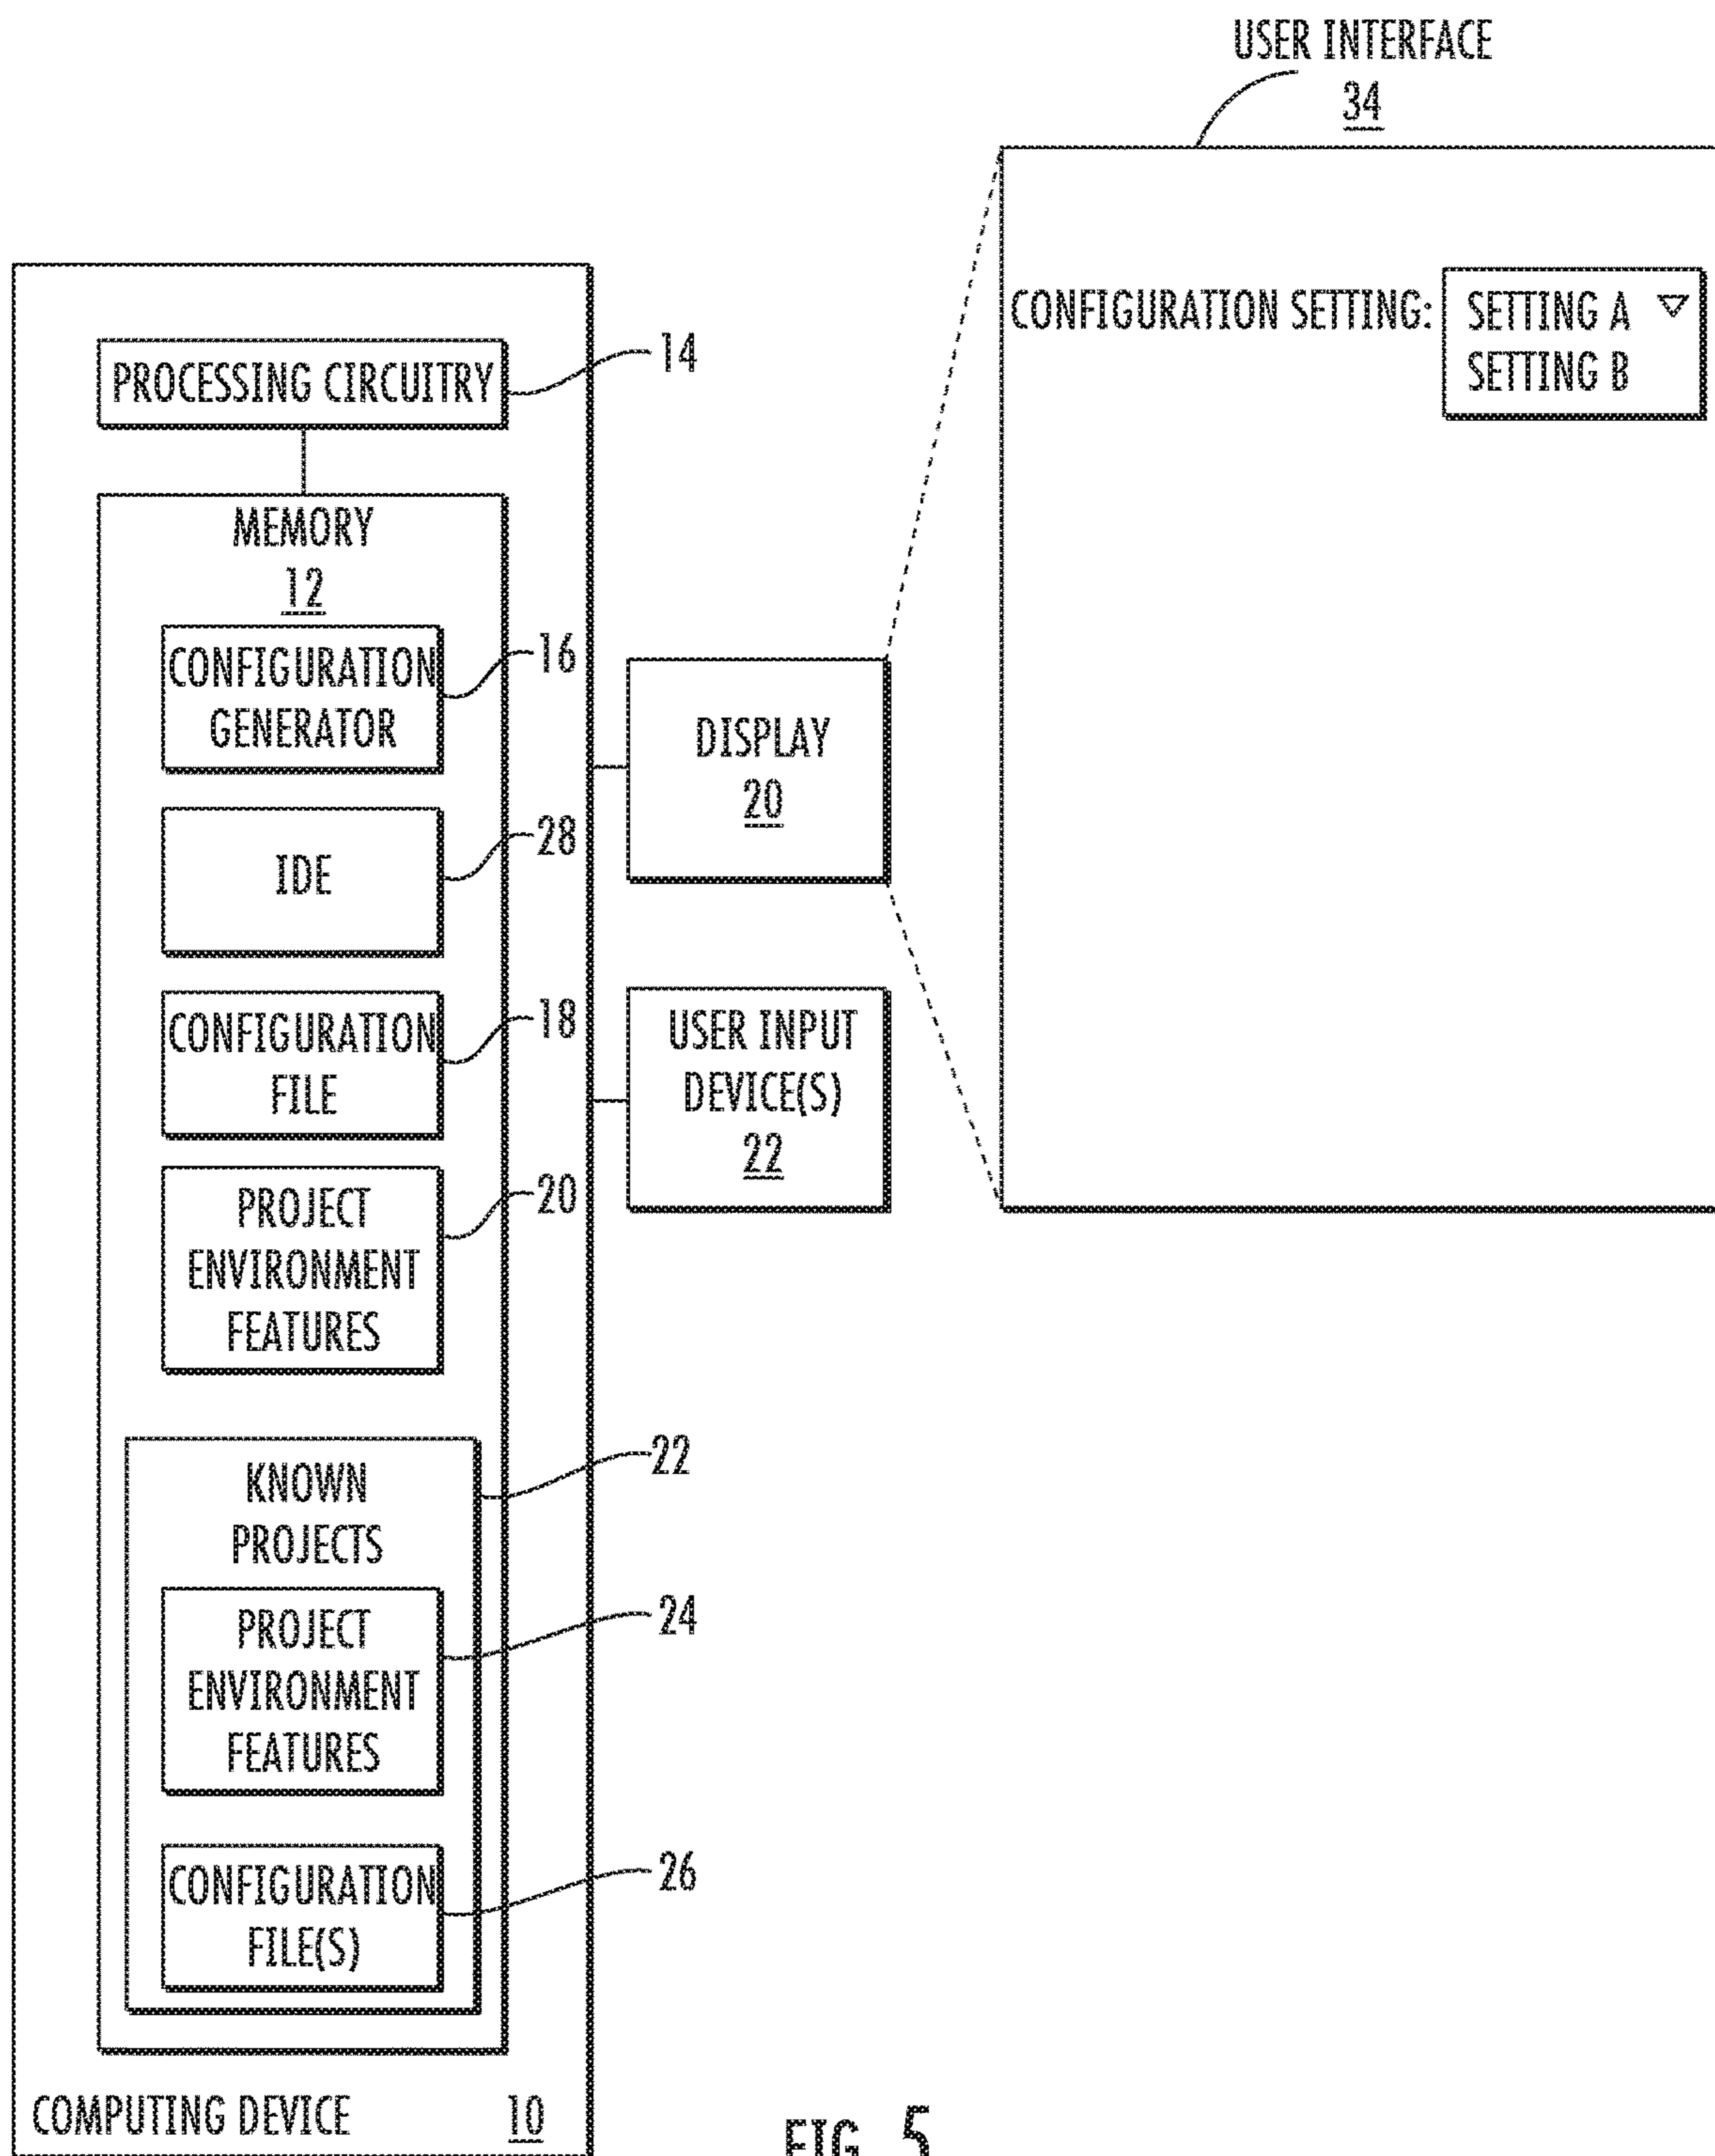 USER INTERFACE
34
CONFIGURATION SETTING:
SETTING A
SETTING B
PROCESSING CIRCUITRY
14
MEMORY
12
CONFIGURATION
GENERATOR
16
IDE
28
CONFIGURATION
FILE
18
PROJECT
ENVIRONMENT
FEATURES
20
KNOWN
PROJECTS
22
PROJECT
ENVIRONMENT
FEATURES
24
CONFIGURATION
FILE(S)
26
COMPUTING DEVICE 10
DISPLAY
20
USER INPUT
DEVICE(S)
22
FIG. 5